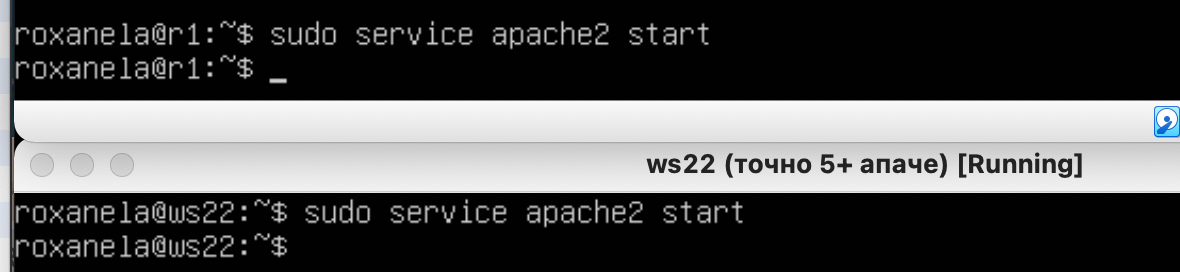 roxanela@r1:~$ sudo service apache2 start
roxanela@r1:~$ _
ws22 (точно 5+ апаче) [Running]
roxanela@ws22:~$ sudo service apache2 start
roxanela@ws22:~$